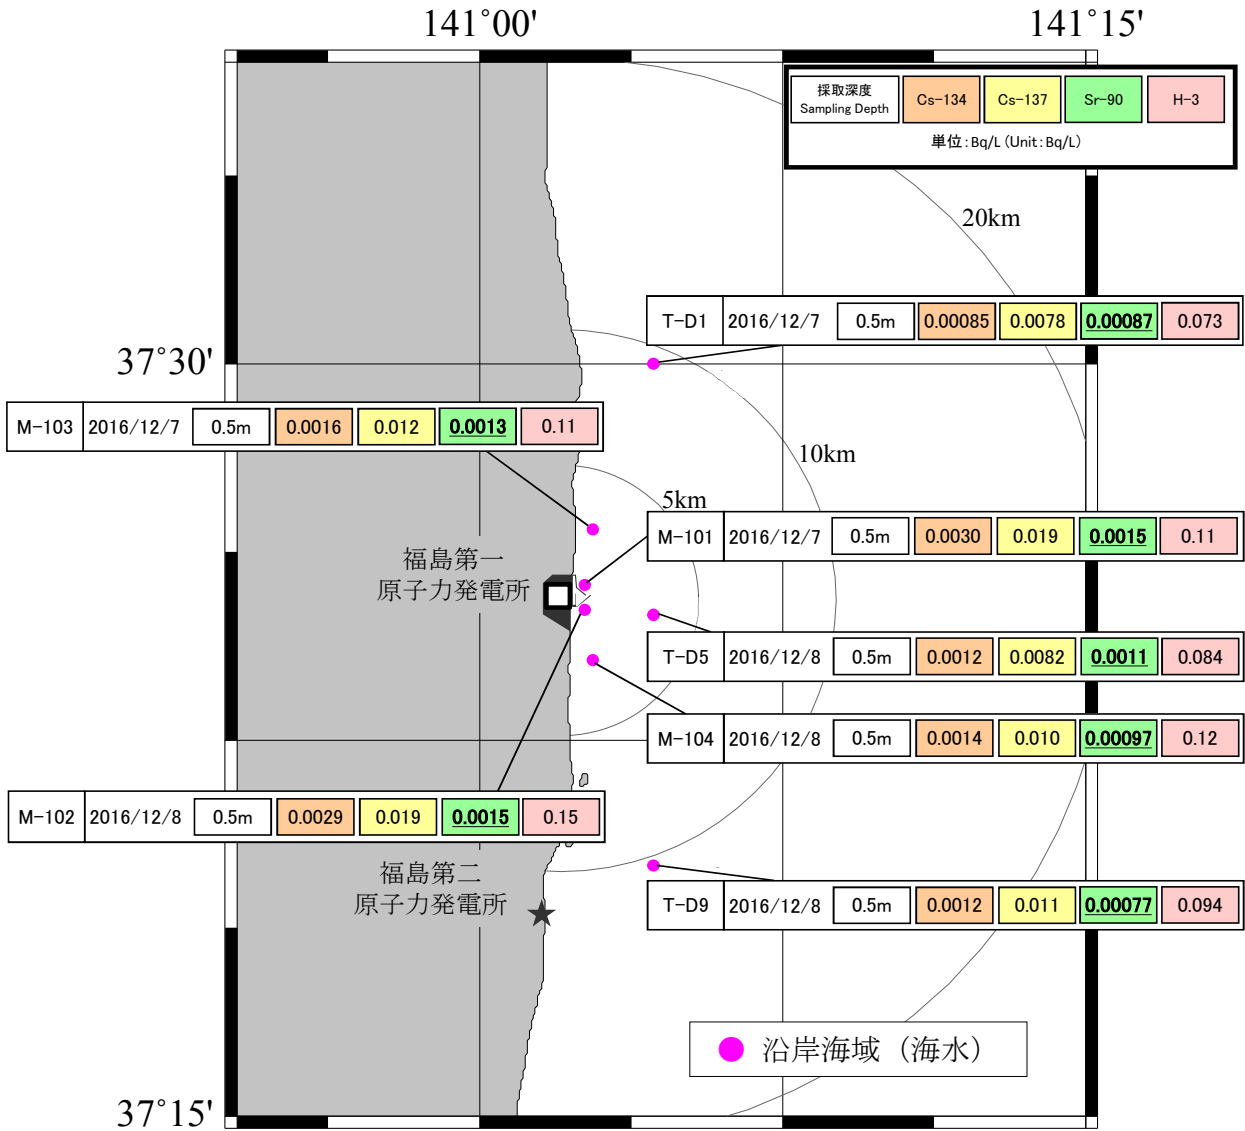 141°00'
141°15'
採取深度
Sampling Depth
Cs-134
Cs-137
Sr-90
H-3
単位:Bq/L (Unit:Bq/L)
20km
T-D1 2016/12/7 0.5m 0.00085 0.0078 0.00087 0.073
37°30'
M-103 2016/12/7 0.5m 0.0016 0.012 0.0013 0.11
10km
5km
M-101 2016/12/7 0.5m 0.0030 0.019 0.0015 0.11
福島第一
原子力発電所
T-D5 2016/12/8 0.5m 0.0012 0.0082 0.0011 0.084
M-104 2016/12/8 0.5m 0.0014 0.010 0.00097 0.12
M-102 2016/12/8 0.5m 0.0029 0.019 0.0015 0.15
福島第二
原子力発電所
T-D9 2016/12/8 0.5m 0.0012 0.011 0.00077 0.094
沿岸海域（海水）
37°15'